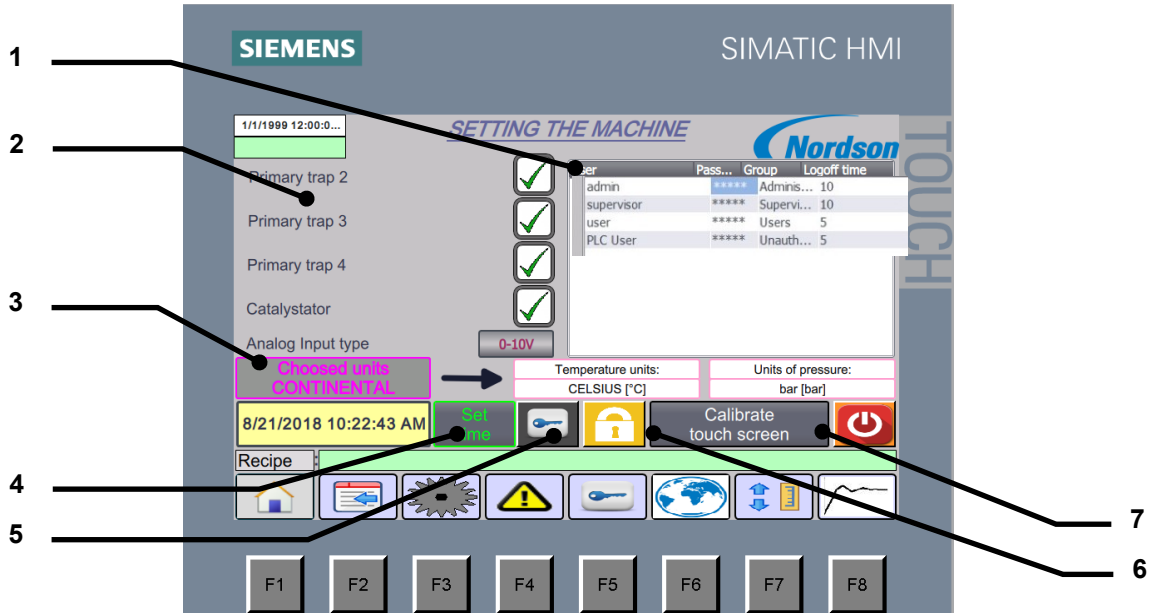 1
2
3
4
5
6
7
SIEMENS
SIMATIC HMI
TOUCH
1/1/1999 12:00:0...
SETTING THE MACHINE
Nordson
ser Pass... Group Logoff time
admin ***** Adminis... 10
supervisor ***** Supervi... 10
user ***** Users 5
PLC User ***** Unauth... 5
Primary trap 2
Primary trap 3
Primary trap 4
Catalystator
Analog Input type
0-10V
Choosed units
CONTINENTAL
Temperature units:
CELSIUS [°C]
Units of pressure:
bar [bar]
8/21/2018 10:22:43 AM
Set
time
Calibrate
touch screen
Recipe :
F1 F2 F3 F4 F5 F6 F7 F8